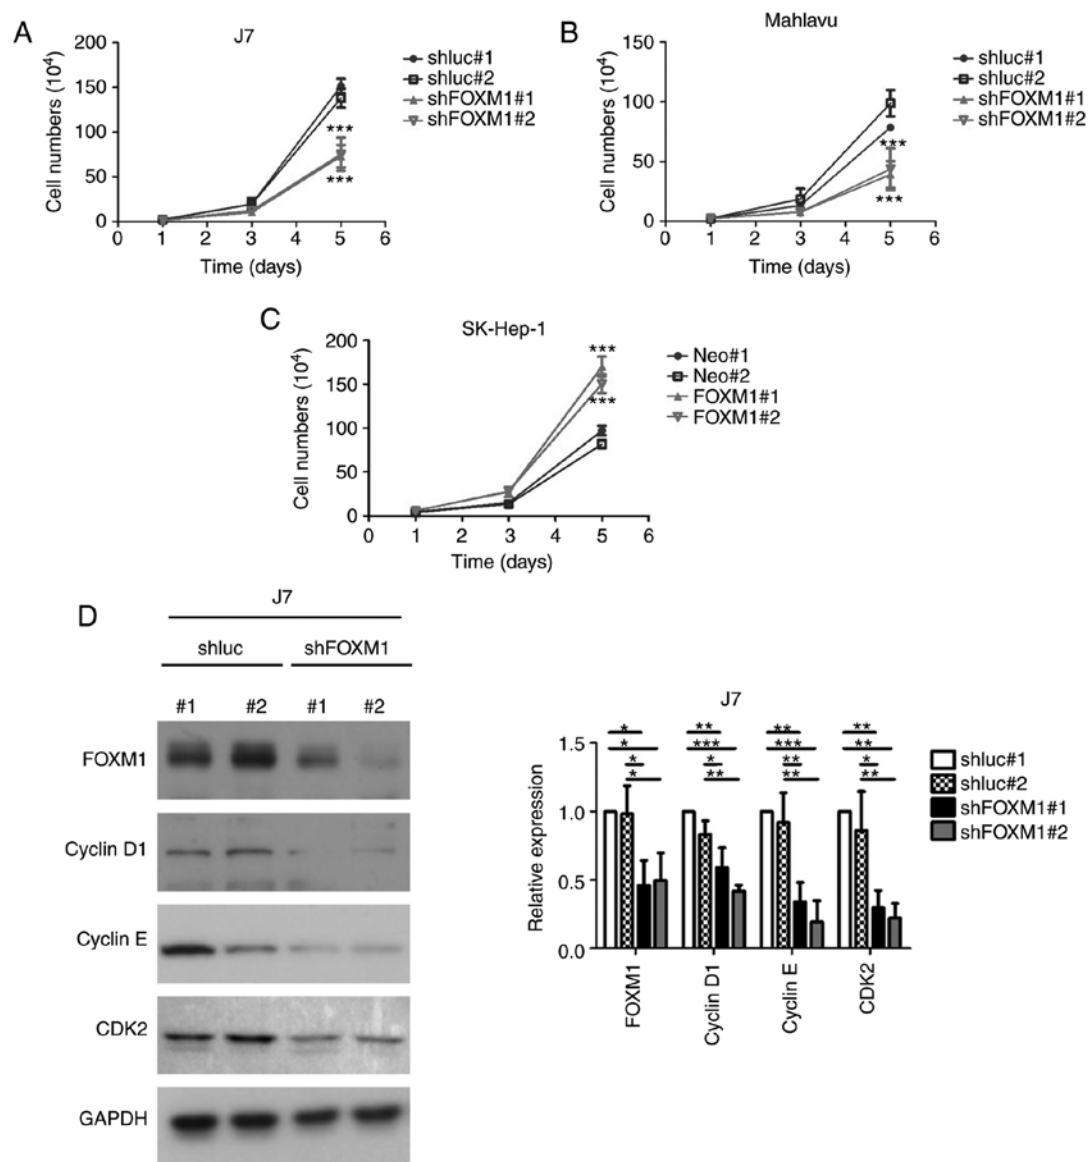 A
J7
Cell numbers (10⁴)
200
150
100
50
0
0 1 2 3 4 5 6
Time (days)
***
***
shluc#1
shluc#2
shFOXM1#1
shFOXM1#2
B
Mahlavu
Cell numbers (10⁴)
150
100
50
0
0 1 2 3 4 5 6
Time (days)
***
***
shluc#1
shluc#2
shFOXM1#1
shFOXM1#2
C
SK-Hep-1
Cell numbers (10⁴)
200
150
100
50
0
0 1 2 3 4 5 6
Time (days)
***
***
Neo#1
Neo#2
FOXM1#1
FOXM1#2
D
J7
shluc shFOXM1
#1 #2 #1 #2
FOXM1
Cyclin D1
Cyclin E
CDK2
GAPDH
J7
Relative expression
1.5
1.0
0.5
0.0
* ** ** **
* *** *** **
* * ** *
* ** ** **
FOXM1
Cyclin D1
Cyclin E
CDK2
shluc#1
shluc#2
shFOXM1#1
shFOXM1#2